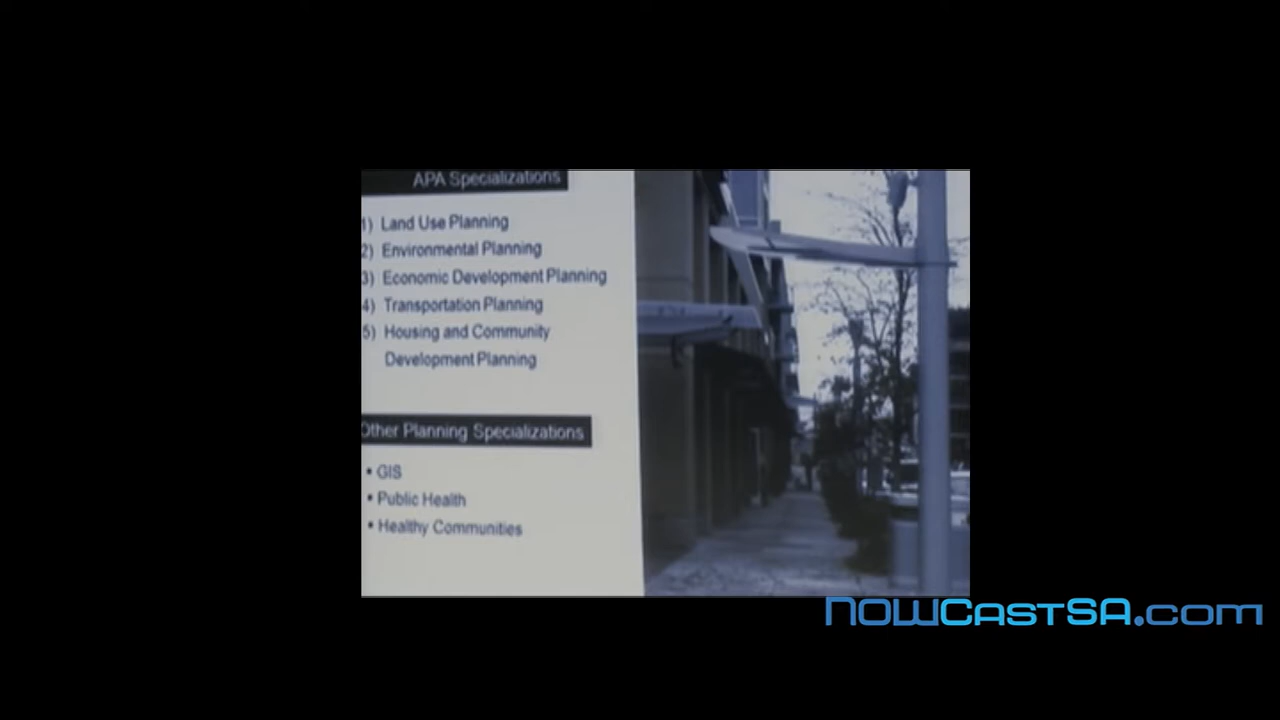 APA Specializations
1) Land Use Planning
2) Environmental Planning
3) Economic Development Planning
4) Transportation Planning
5) Housing and Community
Development Planning
Other Planning Specializations
• GIS
• Public Health
• Healthy Communities
NOWCastSA.com